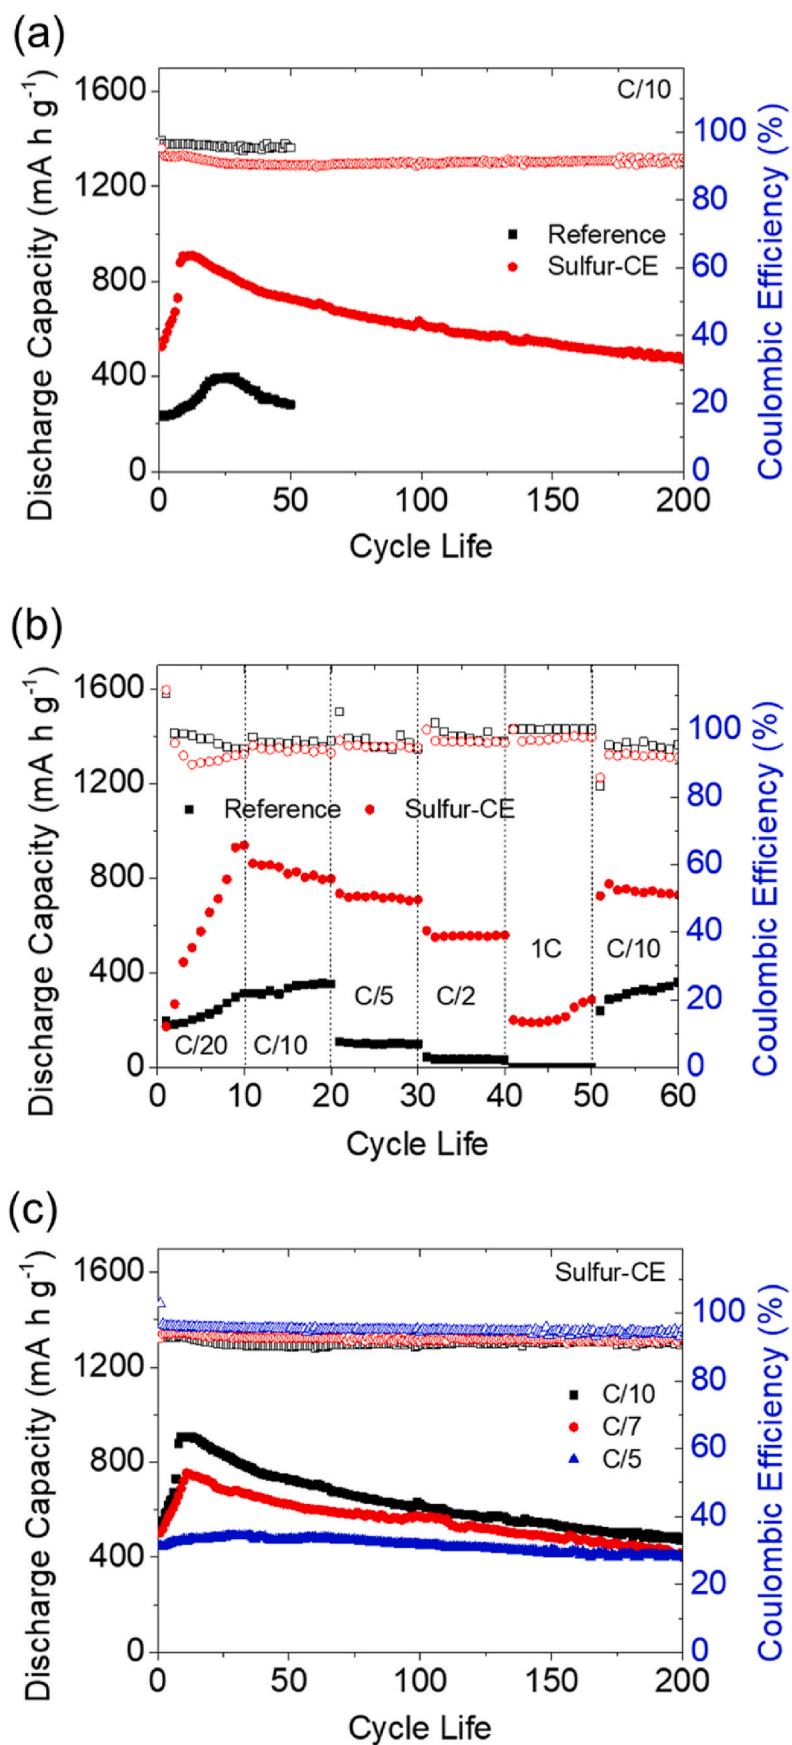 (a)
C/10
Discharge Capacity (mA h g⁻¹)
1600
1200
800
400
0
100
80
60
40
20
0
Coulombic Efficiency (%)
Reference
Sulfur-CE
0 50 100 150 200
Cycle Life
(b)
Discharge Capacity (mA h g⁻¹)
1600
1200
800
400
0
100
80
60
40
20
0
Coulombic Efficiency (%)
Reference Sulfur-CE
C/20 C/10 C/5 C/2 1C C/10
0 10 20 30 40 50 60
Cycle Life
(c)
Sulfur-CE
Discharge Capacity (mA h g⁻¹)
1600
1200
800
400
0
100
80
60
40
20
0
Coulombic Efficiency (%)
C/10
C/7
C/5
0 50 100 150 200
Cycle Life